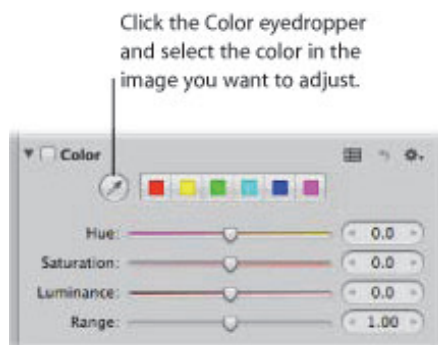 Click the Color eyedropper
and select the color in the
image you want to adjust.
Color
Hue: 0.0
Saturation: 0.0
Luminance: 0.0
Range: 1.00